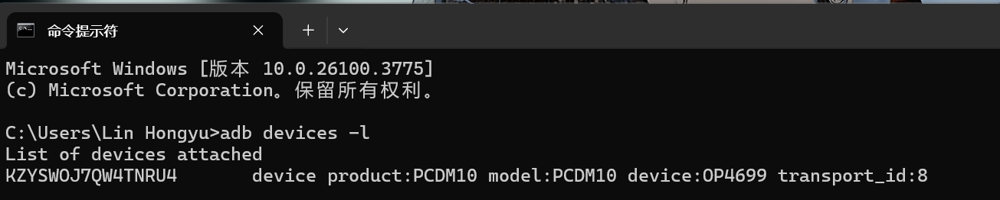 命令提示符
Microsoft Windows [版本 10.0.26100.3775]
(c) Microsoft Corporation。保留所有权利。
C:\Users\Lin Hongyu>adb devices -l
List of devices attached
KZYSWOJ7QW4TNRU4       device product:PCDM10 model:PCDM10 device:OP4699 transport_id:8